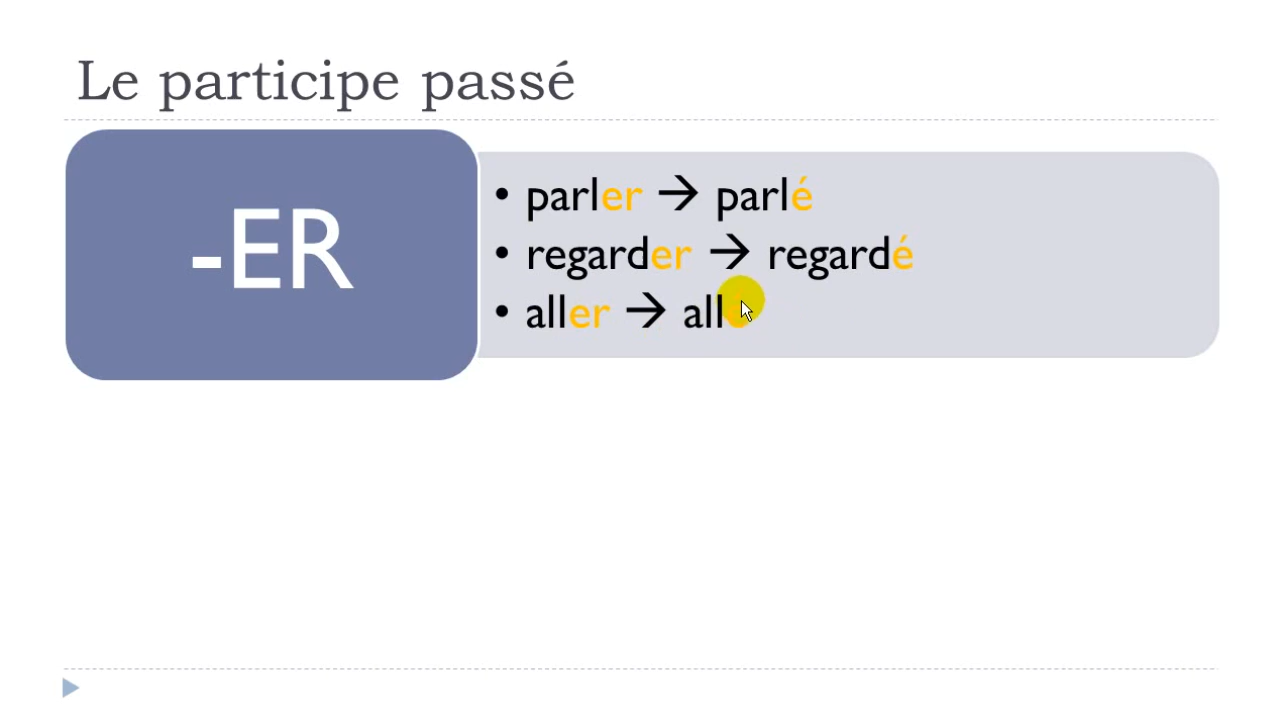 Le participe passé
-ER
• parler → parlé
• regarder → regardé
• aller → all